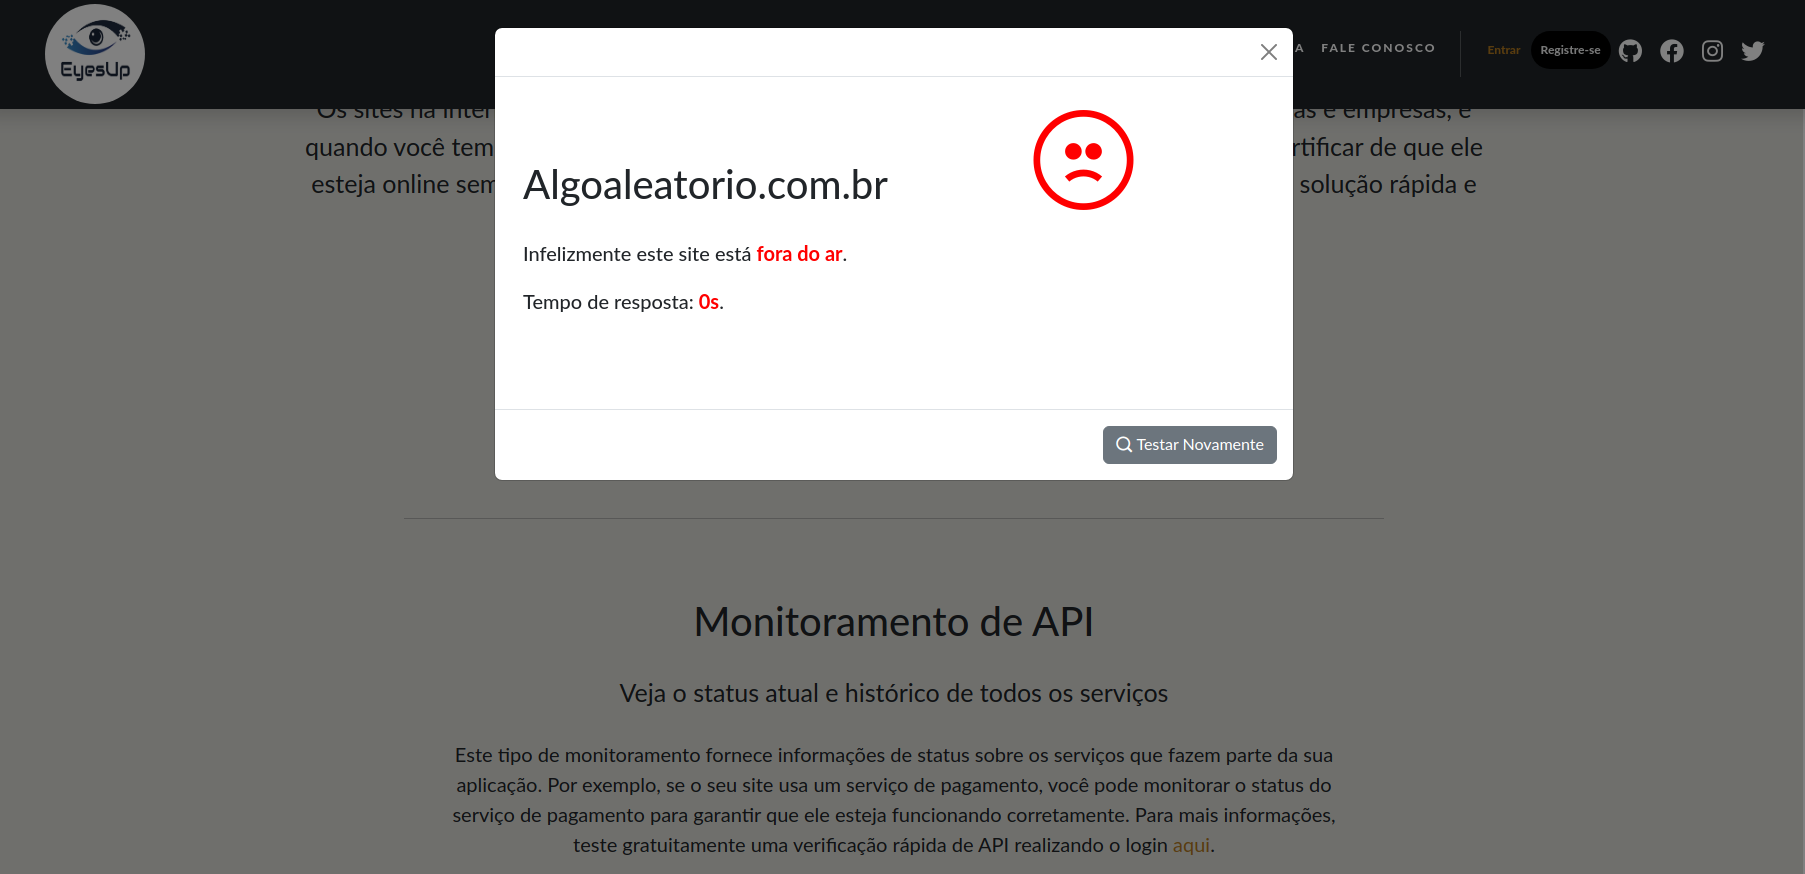 EyesUp
A FALE CONOSCO
Entrar
Registre-se
Algoaleatorio.com.br
Infelizmente este site está fora do ar.
Tempo de resposta: 0s.
Testar Novamente
Os sites na inter
as e empresas, e
quando você tem
rtificar de que ele
esteja online sem
solução rápida e
Monitoramento de API
Veja o status atual e histórico de todos os serviços
Este tipo de monitoramento fornece informações de status sobre os serviços que fazem parte da sua
aplicação. Por exemplo, se o seu site usa um serviço de pagamento, você pode monitorar o status do
serviço de pagamento para garantir que ele esteja funcionando corretamente. Para mais informações,
teste gratuitamente uma verificação rápida de API realizando o login aqui.